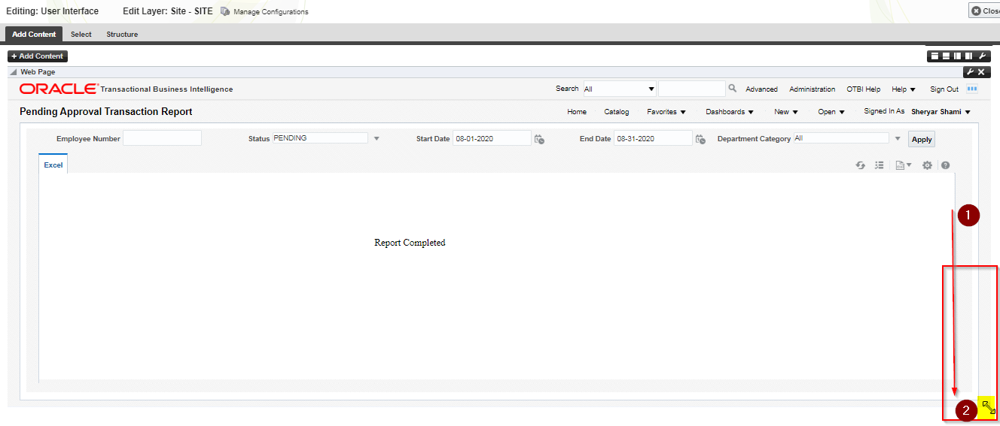 Editing: User Interface Edit Layer: Site - SITE Manage Configurations Close
Add Content Select Structure
+ Add Content
Web Page
ORACLE Transactional Business Intelligence Search All Advanced Administration OTBI Help Help Sign Out
Pending Approval Transaction Report Home Catalog Favorites Dashboards New Open Signed In As Sheryar Shami
Employee Number Status PENDING Start Date 08-01-2020 End Date 08-31-2020 Department Category All Apply
Excel
1
Report Completed
2